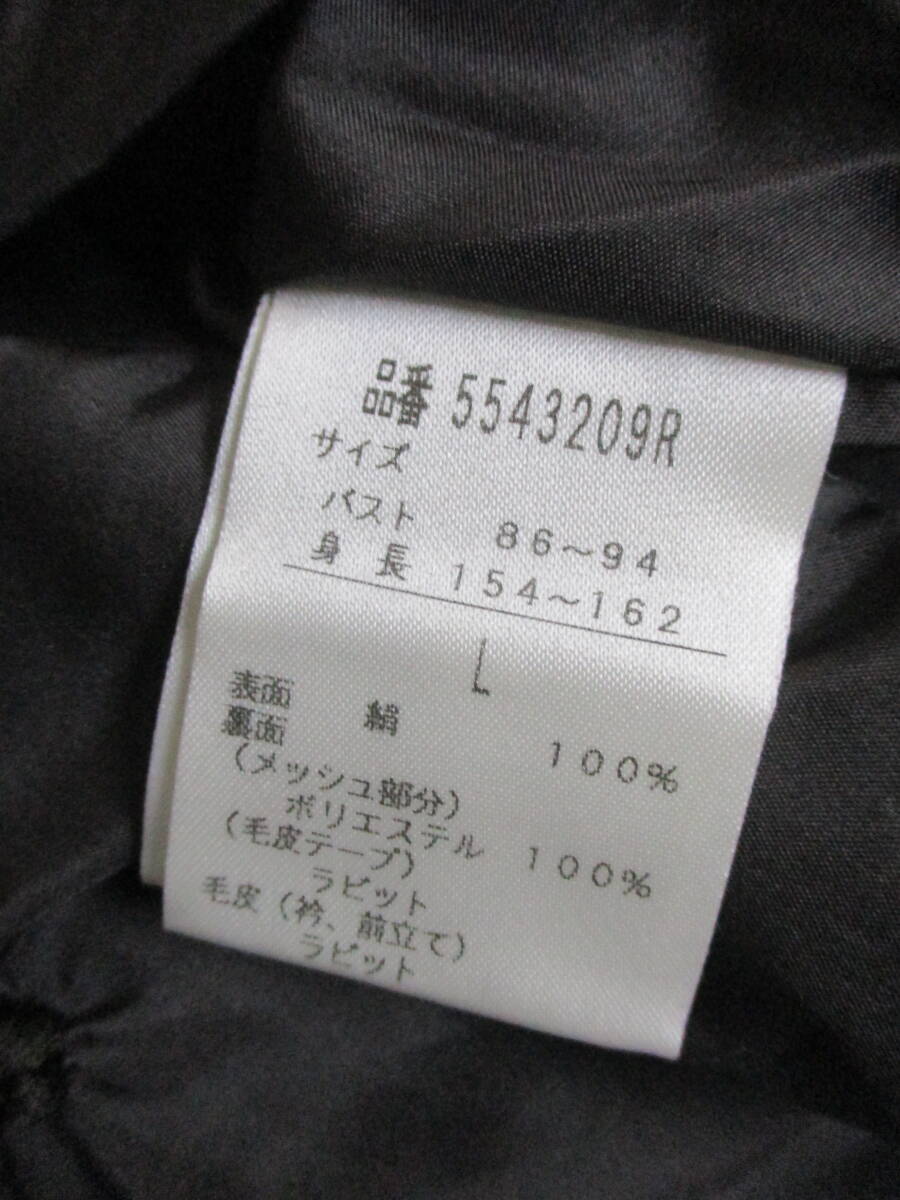 品番 5543209R
サイズ
バスト 86～94
身長 154～162
L
表面 絹 100%
裏面
(メッシュ部分)
ポリエステル 100%
(毛皮テープ)
ラビット
毛皮(衿、前立て)
ラビット